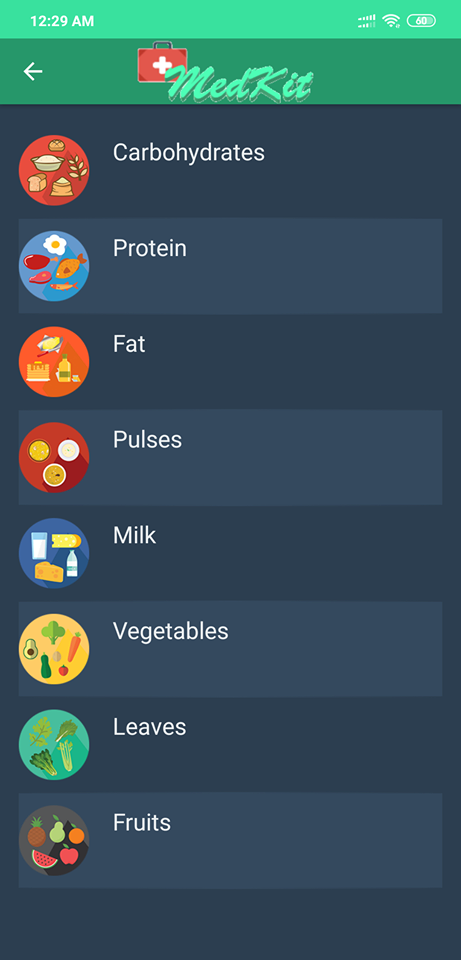 12:29 AM
60
MedKit
Carbohydrates
Protein
Fat
Pulses
Milk
Vegetables
Leaves
Fruits